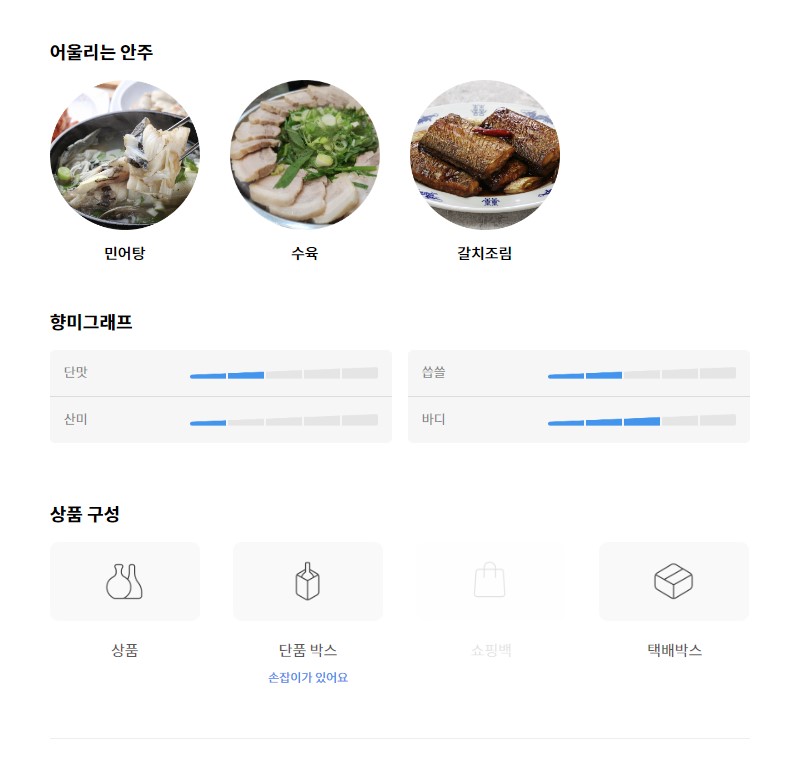 어울리는 안주
민어탕 수육 갈치조림
향미그래프
단맛 씁쓸
산미 바디
상품 구성
상품 단품 박스 쇼핑백 택배박스
손잡이가 있어요